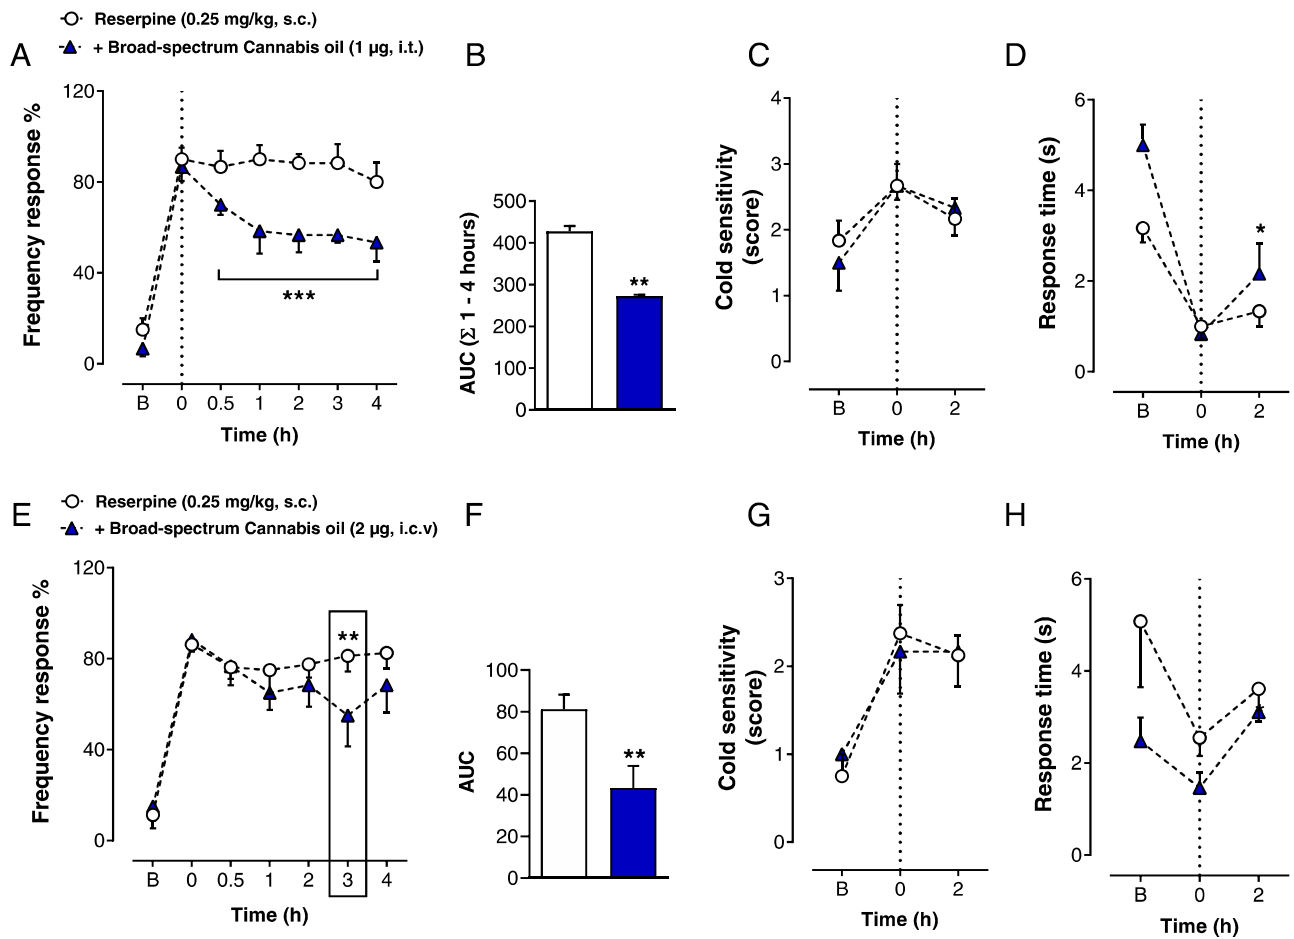 Reserpine (0.25 mg/kg, s.c.)
+ Broad-spectrum Cannabis oil (1 µg, i.t.)
A
Frequency response %
120
80
40
0
***
B 0 0.5 1 2 3 4
Time (h)
B
AUC (Σ 1 - 4 hours)
500
400
300
200
100
0
**
C
Cold sensitivity
(score)
4
3
2
1
0
B 0 2
Time (h)
D
Response time (s)
6
4
2
0
*
B 0 2
Time (h)
Reserpine (0.25 mg/kg, s.c.)
+ Broad-spectrum Cannabis oil (2 µg, i.c.v)
E
Frequency response %
120
80
40
0
**
B 0 0.5 1 2 3 4
Time (h)
F
AUC
100
80
60
40
20
0
**
G
Cold sensitivity
(score)
3
2
1
0
B 0 2
Time (h)
H
Response time (s)
6
4
2
0
B 0 2
Time (h)